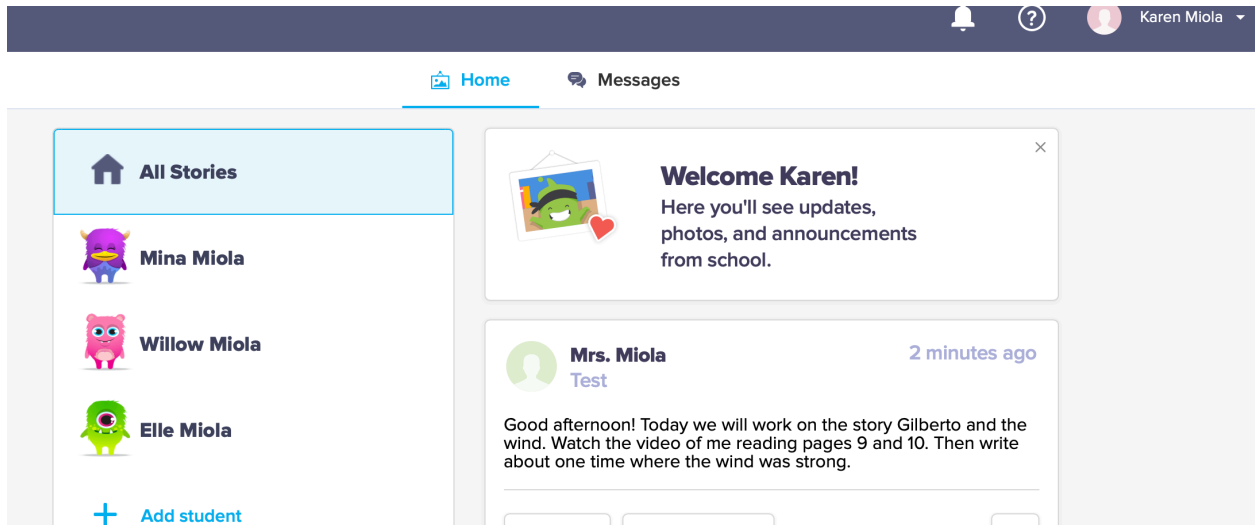 Karen Miola
Home
Messages
All Stories
Mina Miola
Willow Miola
Elle Miola
Add student
Welcome Karen!
Here you'll see updates,
photos, and announcements
from school.
Mrs. Miola
2 minutes ago
Test
Good afternoon! Today we will work on the story Gilberto and the
wind. Watch the video of me reading pages 9 and 10. Then write
about one time where the wind was strong.